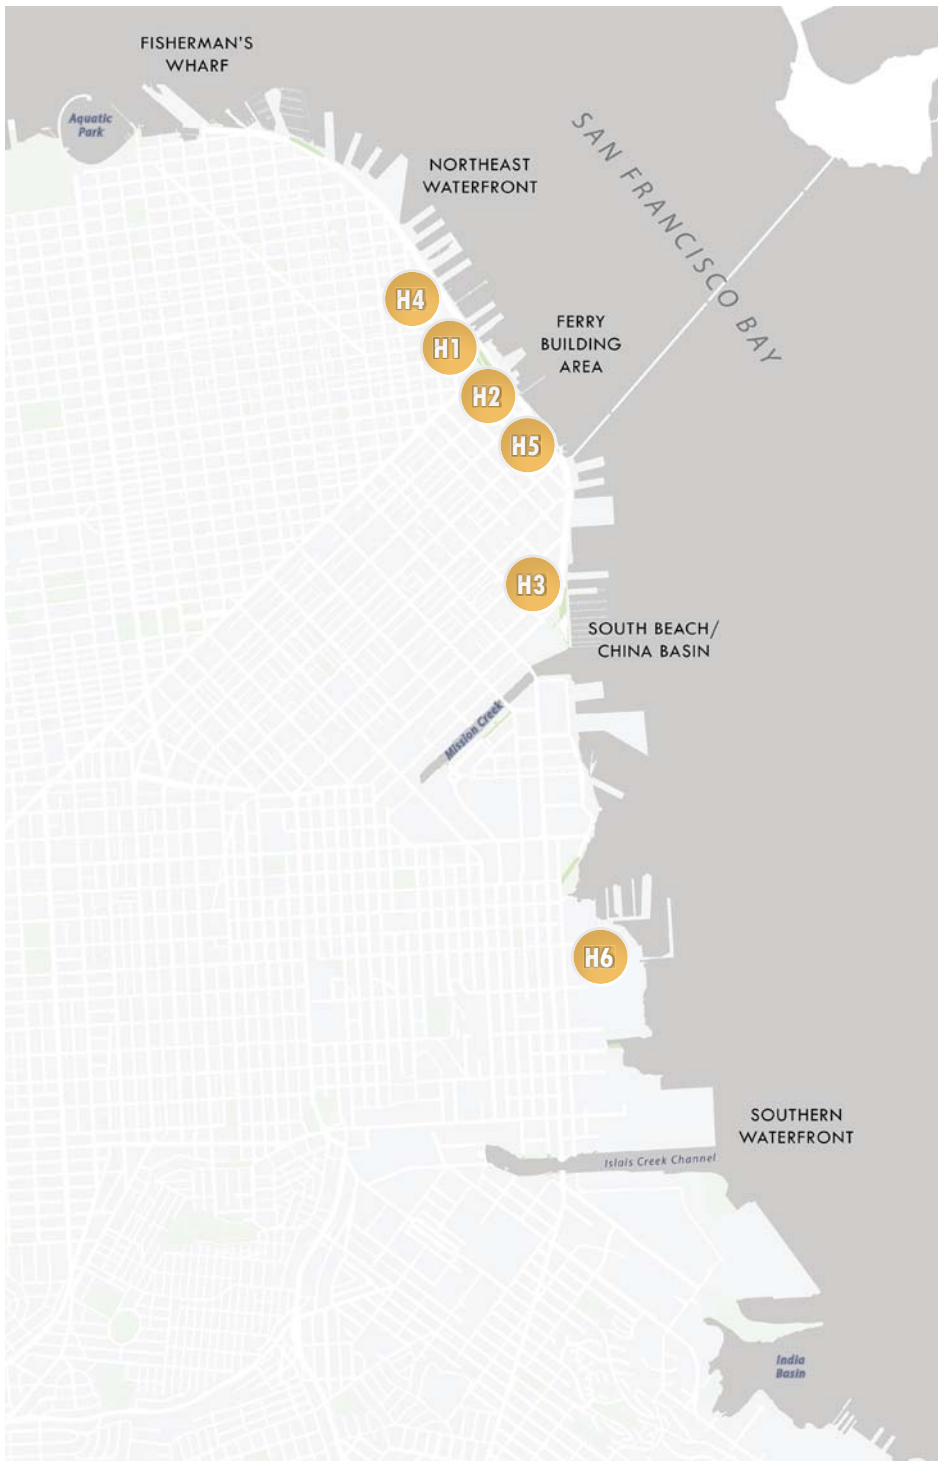 FISHERMAN'S
WHARF
Aquatic
Park
NORTHEAST
WATERFRONT
SAN FRANCISCO BAY
H4
FERRY
BUILDING
AREA
H1
H2
H5
H3
SOUTH BEACH/
CHINA BASIN
Mission Creek
H6
SOUTHERN
WATERFRONT
Islais Creek Channel
India
Basin